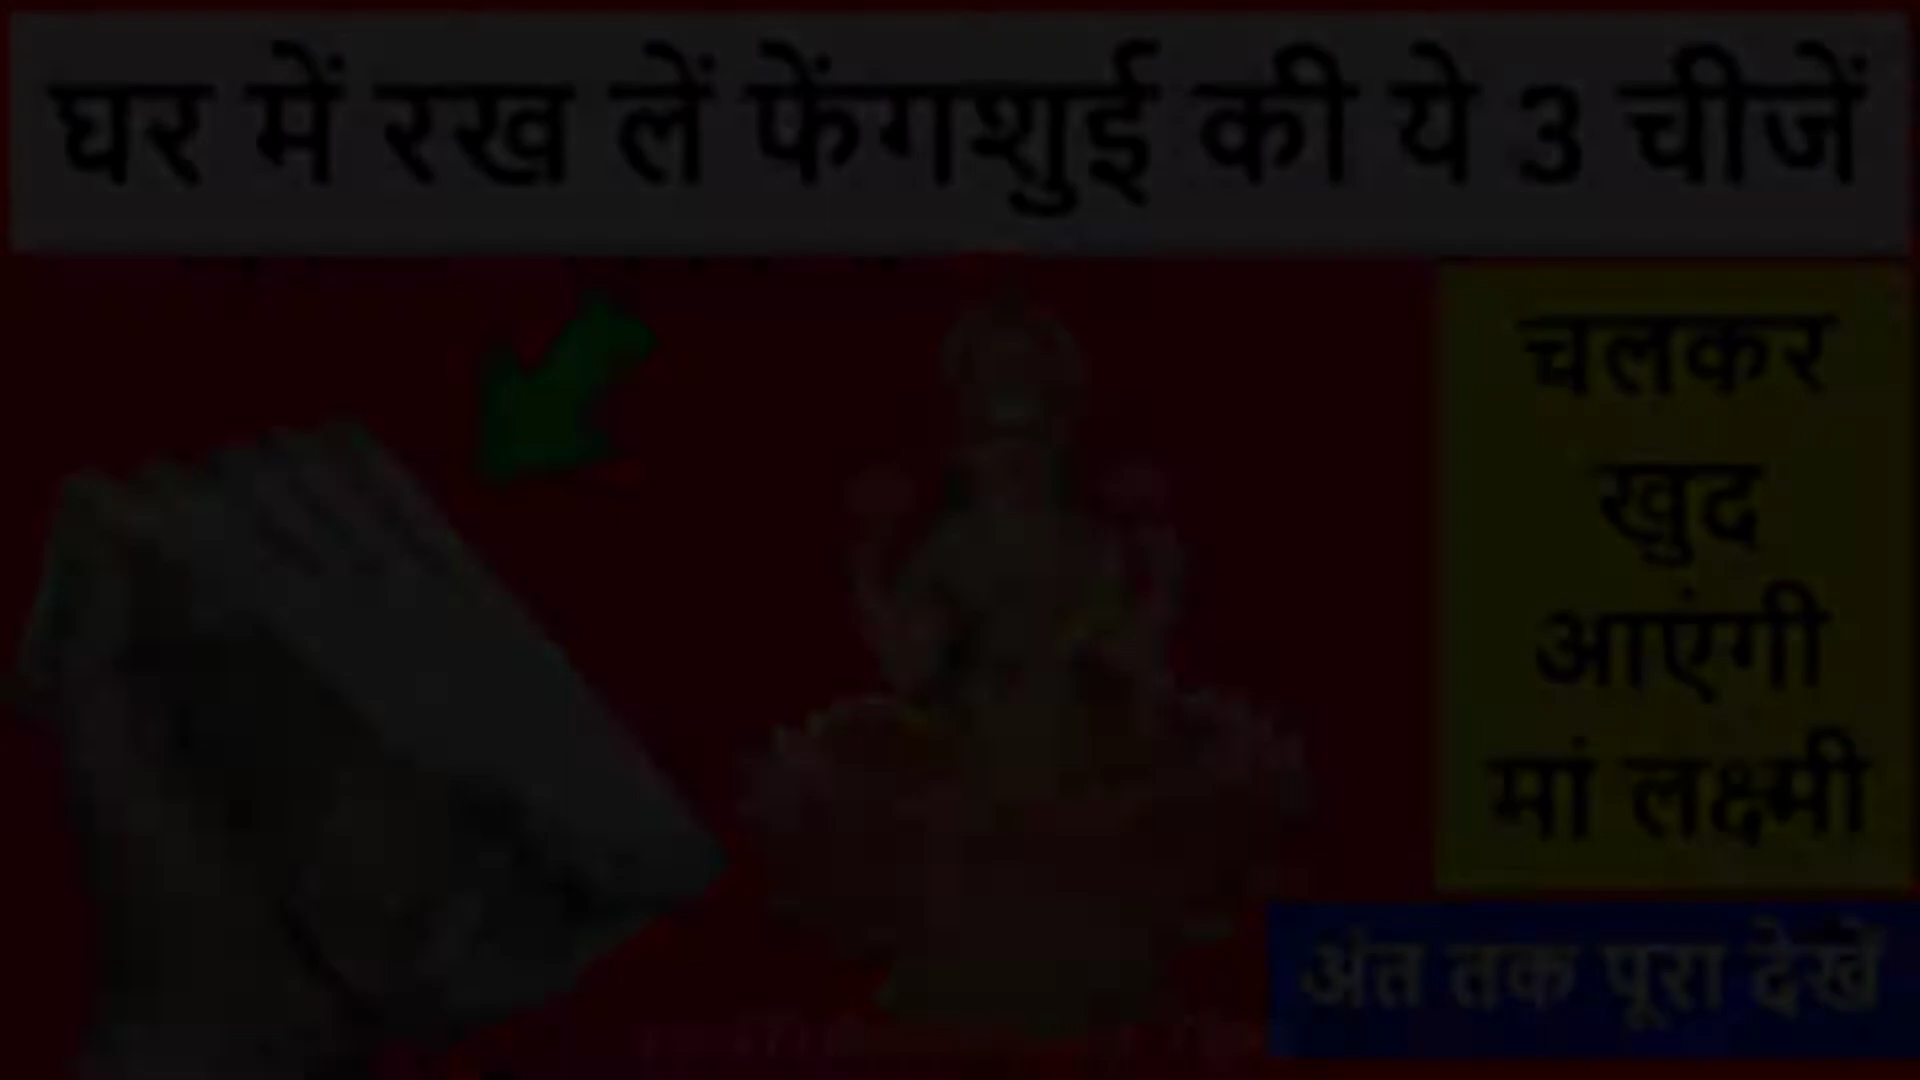 घर में रख लें फेंगशुई की ये 3 चीजें
चलकर
खुद
आएंगी
मां लक्ष्मी
अंत तक पूरा देखें